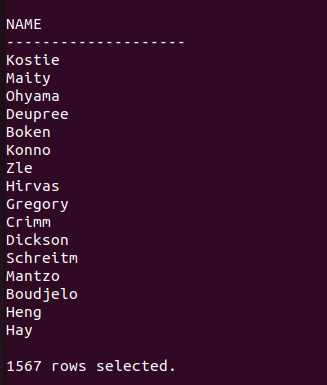 NAME
--------------------
Kostie
Maity
Ohyama
Deupree
Boken
Konno
Zle
Hirvas
Gregory
Crimm
Dickson
Schreitm
Mantzo
Boudjelo
Heng
Hay
1567 rows selected.